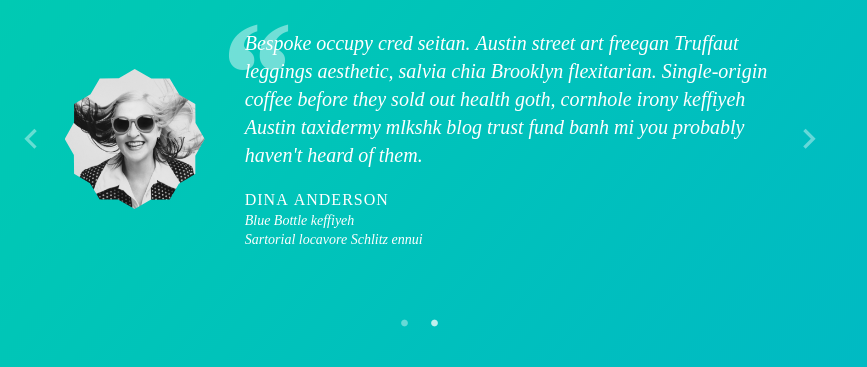 Bespoke occupy cred seitan. Austin street art freegan Truffaut
leggings aesthetic, salvia chia Brooklyn flexitarian. Single-origin
coffee before they sold out health goth, cornhole irony keffiyeh
Austin taxidermy mlkshk blog trust fund banh mi you probably
haven't heard of them.
DINA ANDERSON
Blue Bottle keffiyeh
Sartorial locavore Schlitz ennui